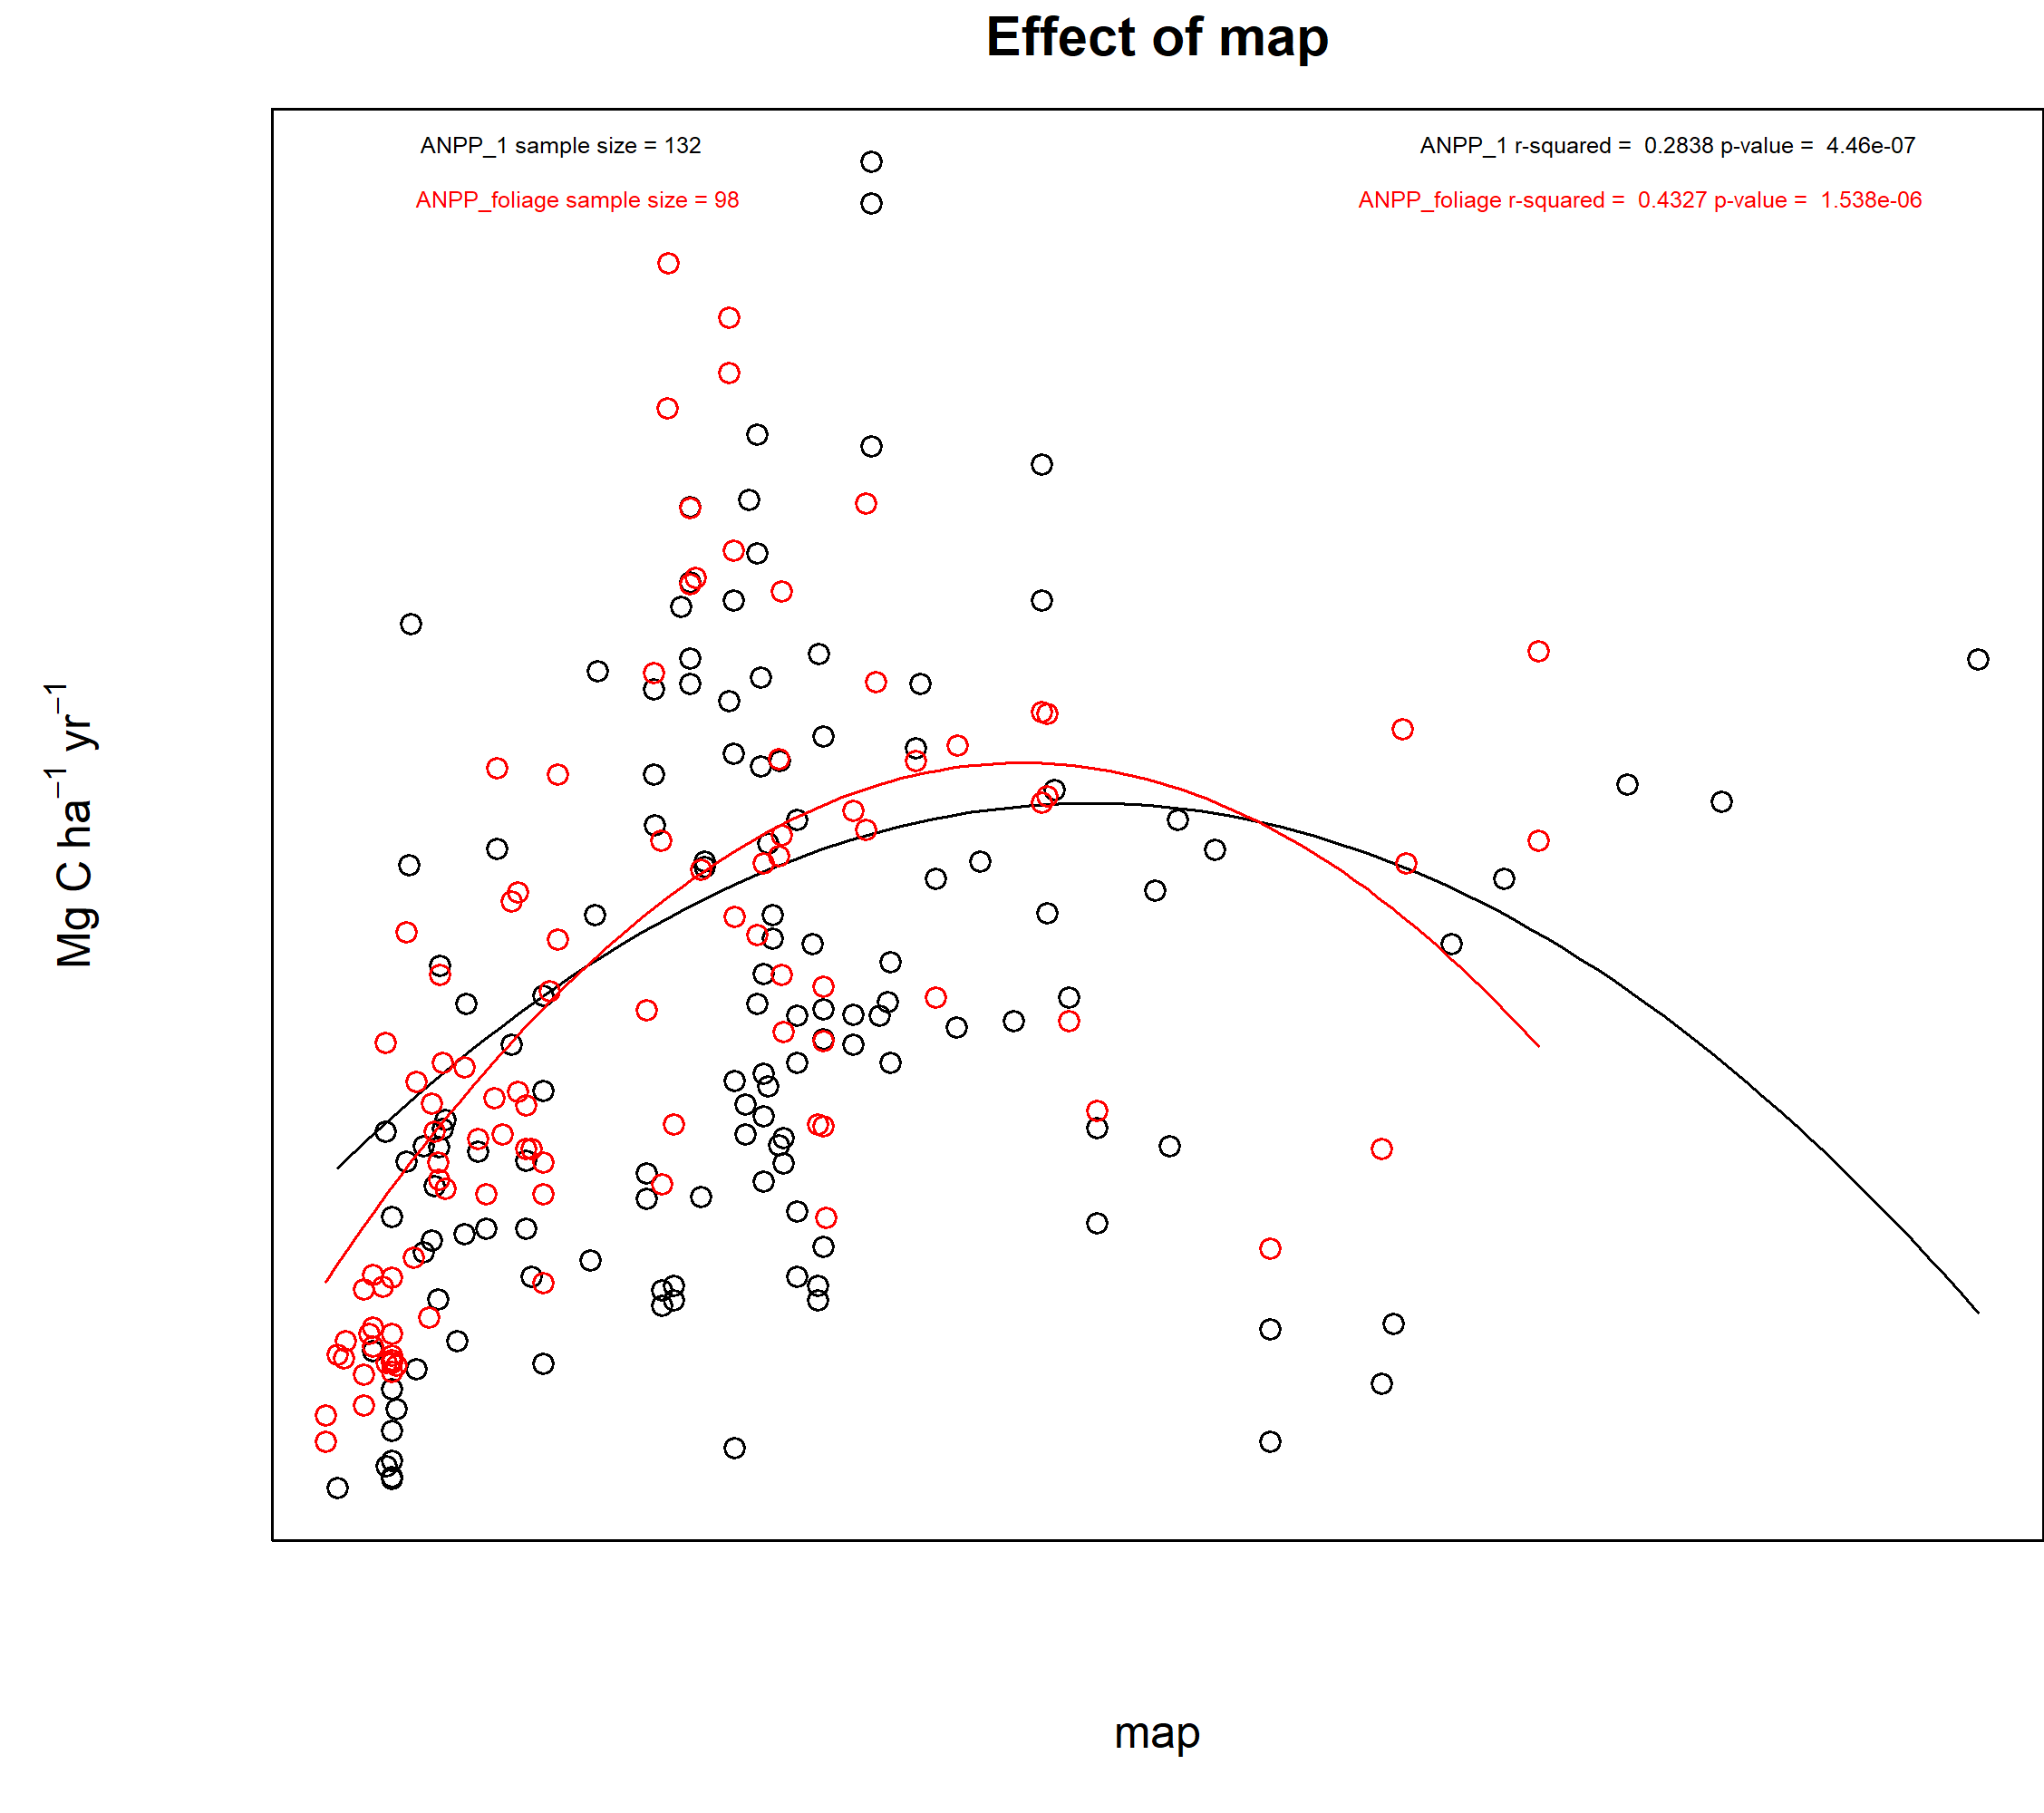 Effect of map
ANPP_1 sample size = 132
ANPP_1 r-squared =  0.2838 p-value =  4.46e-07
ANPP_foliage sample size = 98
ANPP_foliage r-squared =  0.4327 p-value =  1.538e-06
Mg C ha⁻¹ yr⁻¹
map